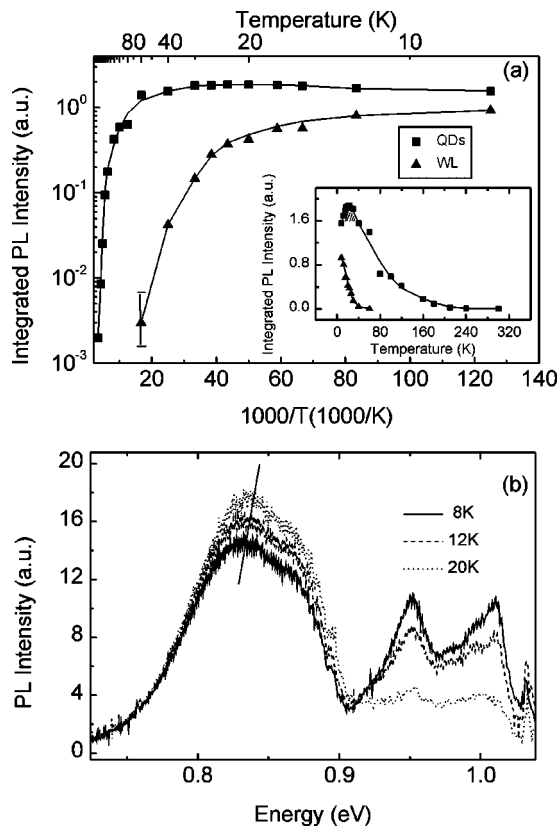 Temperature (K)
80 40 20 10
(a)
Integrated PL Intensity (a.u.)
10⁰
10⁻¹
10⁻²
10⁻³
QDs
WL
Integrated PL Intensity (a.u.)
1.6
0.8
0.0
0 80 160 240 320
Temperature (K)
20 40 60 80 100 120 140
1000/T(1000/K)
(b)
PL Intensity (a.u.)
20
16
12
8
4
0
8K
12K
20K
0.8 0.9 1.0
Energy (eV)